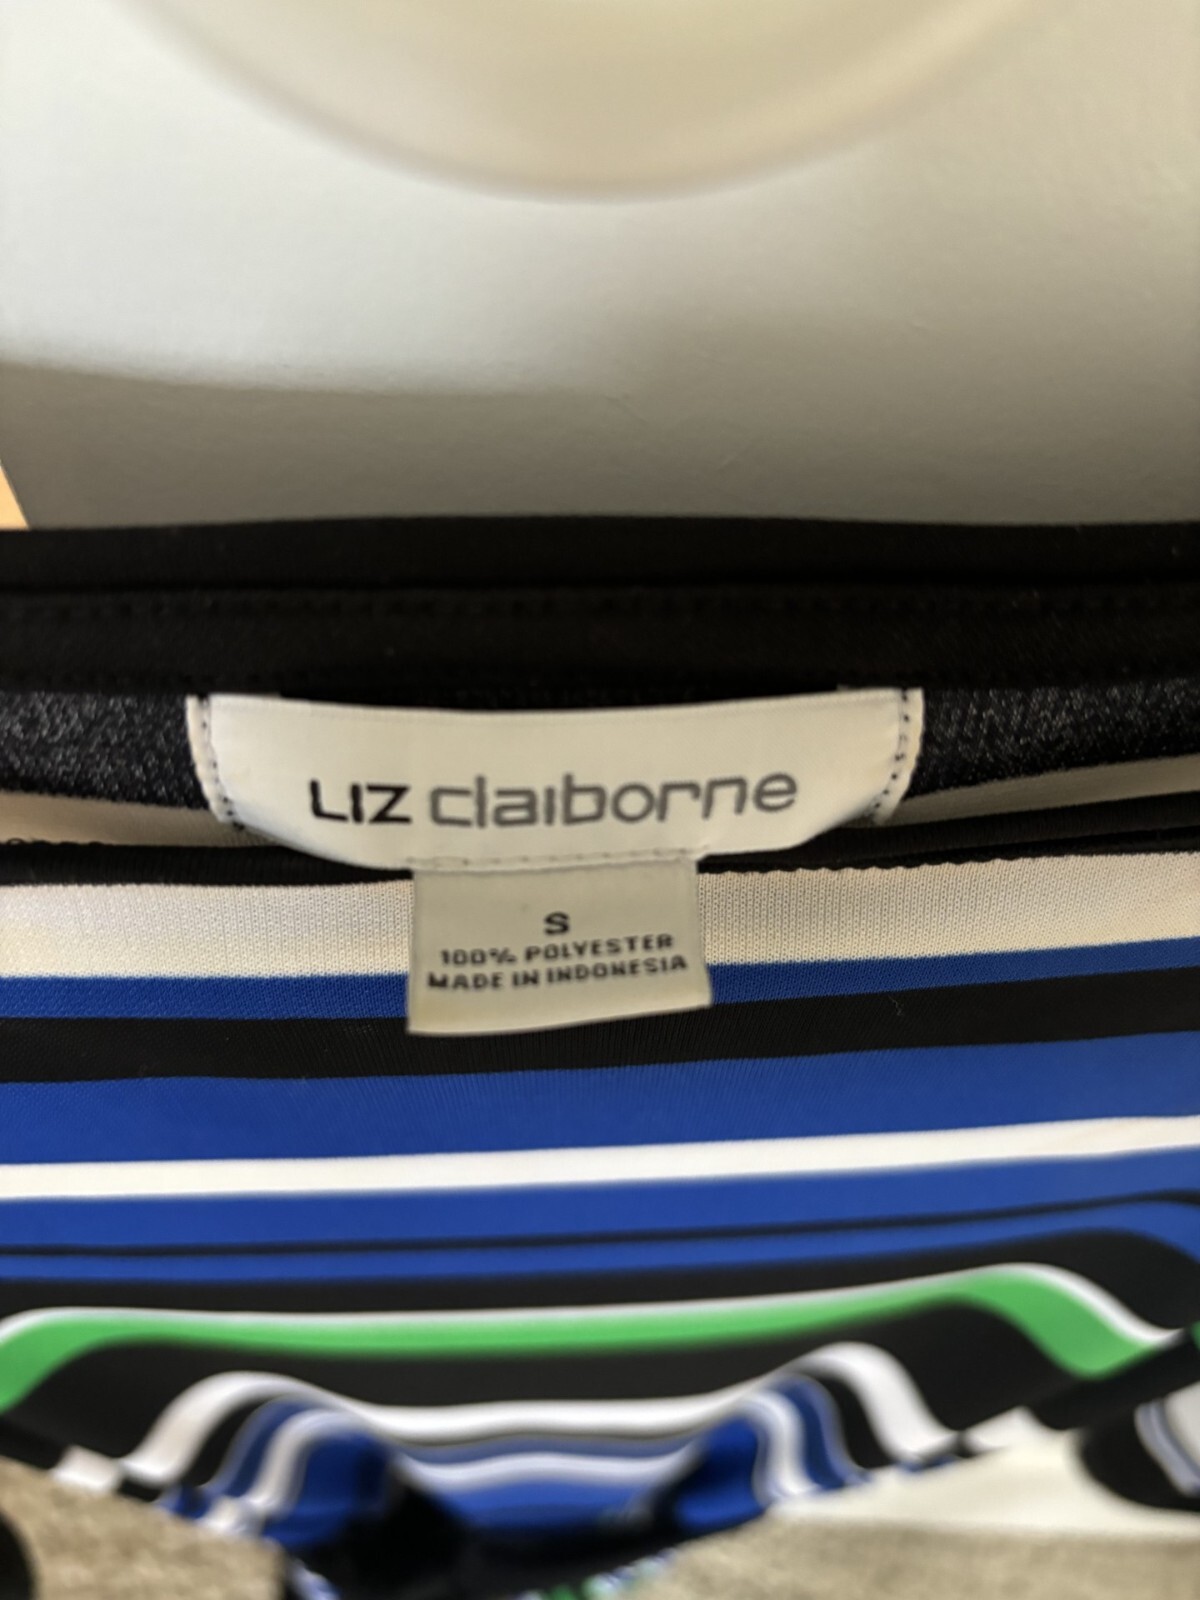 LIZ claiborne
S
100% POLYESTER
MADE IN INDONESIA